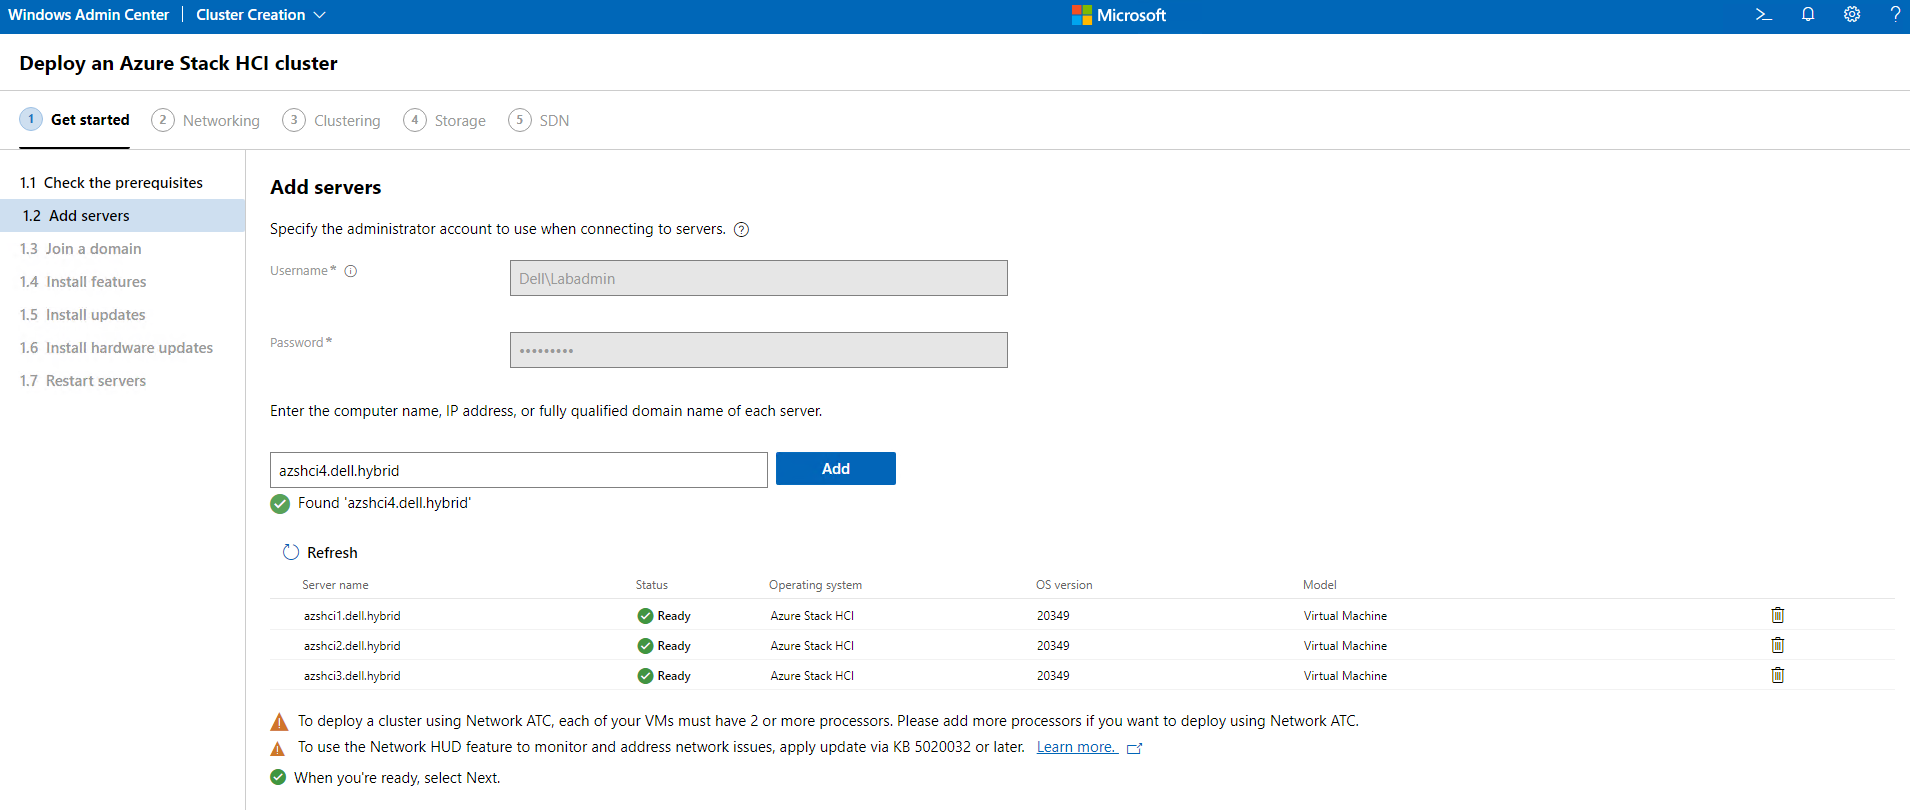 Windows Admin Center | Cluster Creation
Microsoft
Deploy an Azure Stack HCI cluster
1 Get started 2 Networking 3 Clustering 4 Storage 5 SDN
1.1 Check the prerequisites
1.2 Add servers
1.3 Join a domain
1.4 Install features
1.5 Install updates
1.6 Install hardware updates
1.7 Restart servers
Add servers
Specify the administrator account to use when connecting to servers.
Username*
Dell\Labadmin
Password*
•••••••••
Enter the computer name, IP address, or fully qualified domain name of each server.
azshci4.dell.hybrid Add
Found 'azshci4.dell.hybrid'
Refresh
Server name Status Operating system OS version Model
azshci1.dell.hybrid Ready Azure Stack HCI 20349 Virtual Machine
azshci2.dell.hybrid Ready Azure Stack HCI 20349 Virtual Machine
azshci3.dell.hybrid Ready Azure Stack HCI 20349 Virtual Machine
To deploy a cluster using Network ATC, each of your VMs must have 2 or more processors. Please add more processors if you want to deploy using Network ATC.
To use the Network HUD feature to monitor and address network issues, apply update via KB 5020032 or later. Learn more.
When you're ready, select Next.